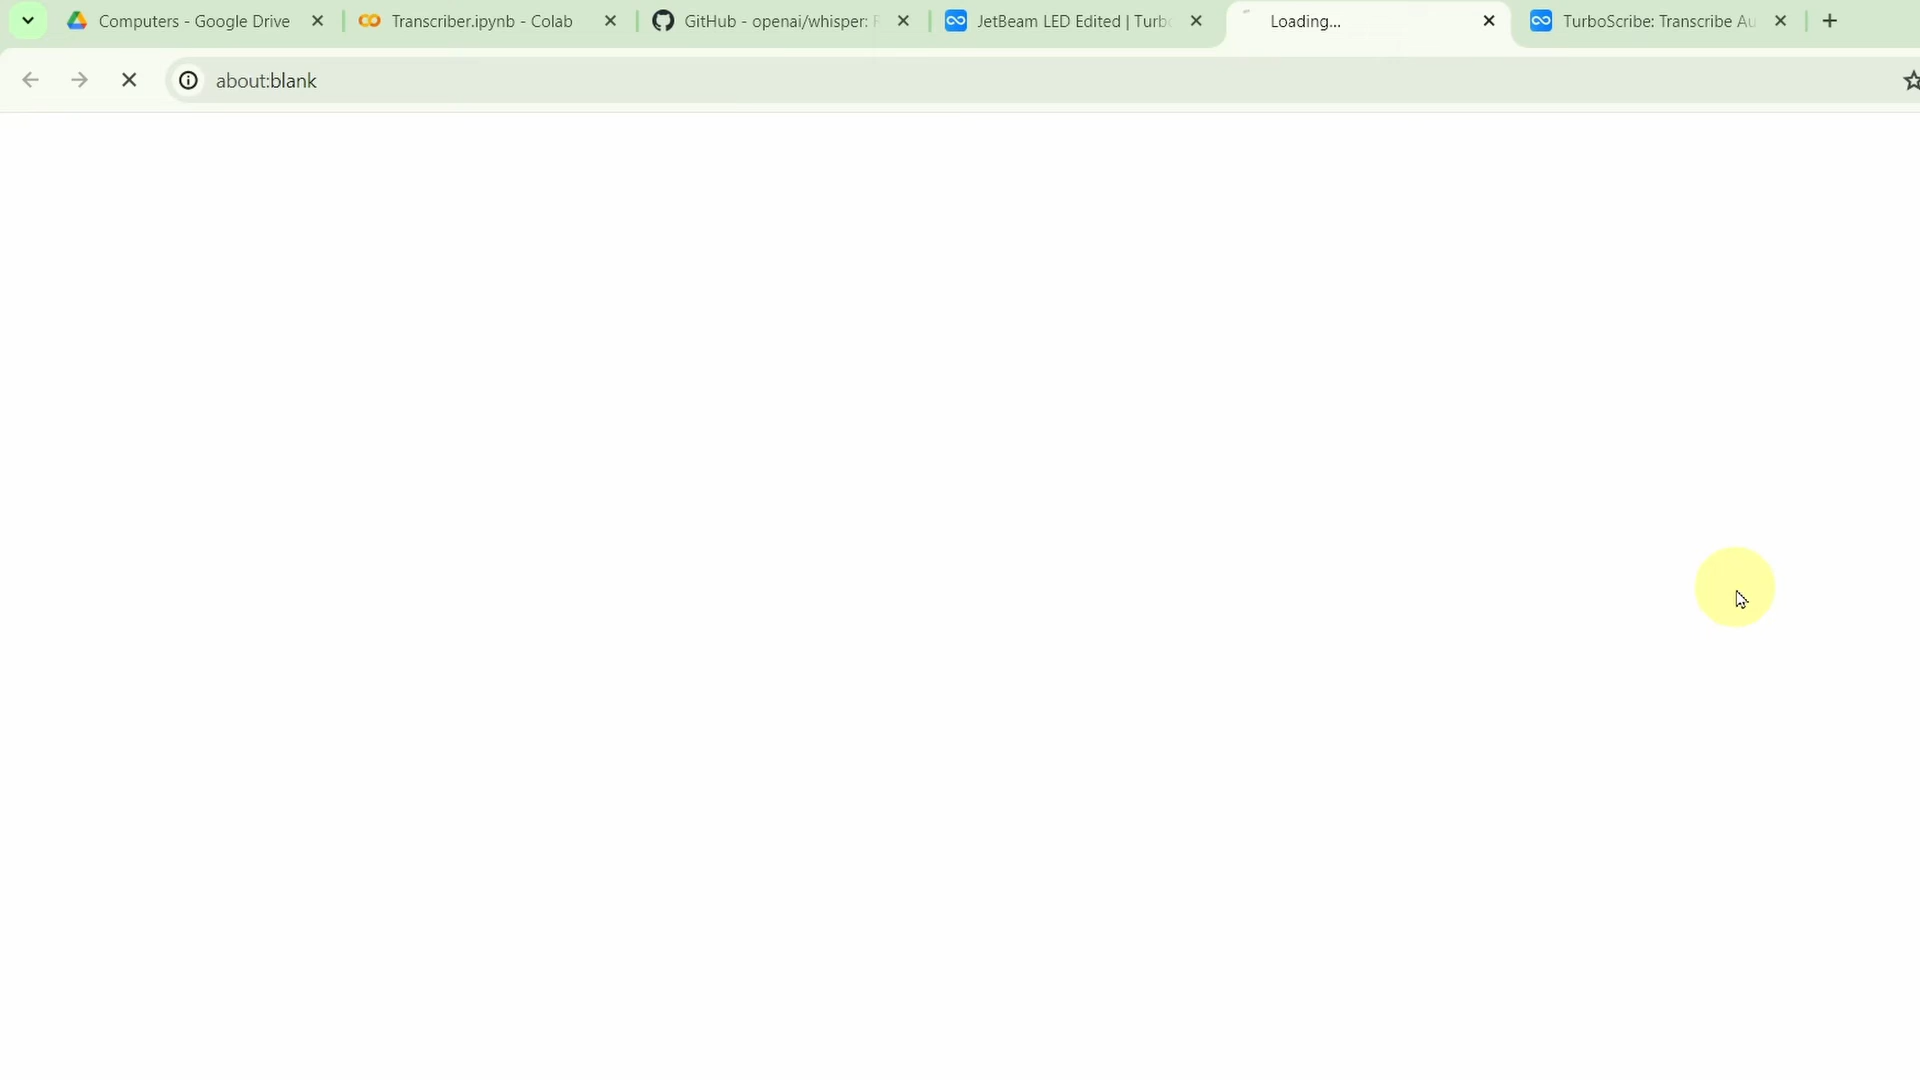 Computers - Google Drive
Transcriber.ipynb - Colab
GitHub - openai/whisper:
JetBeam LED Edited | Turb
Loading...
TurboScribe: Transcribe Au
about:blank